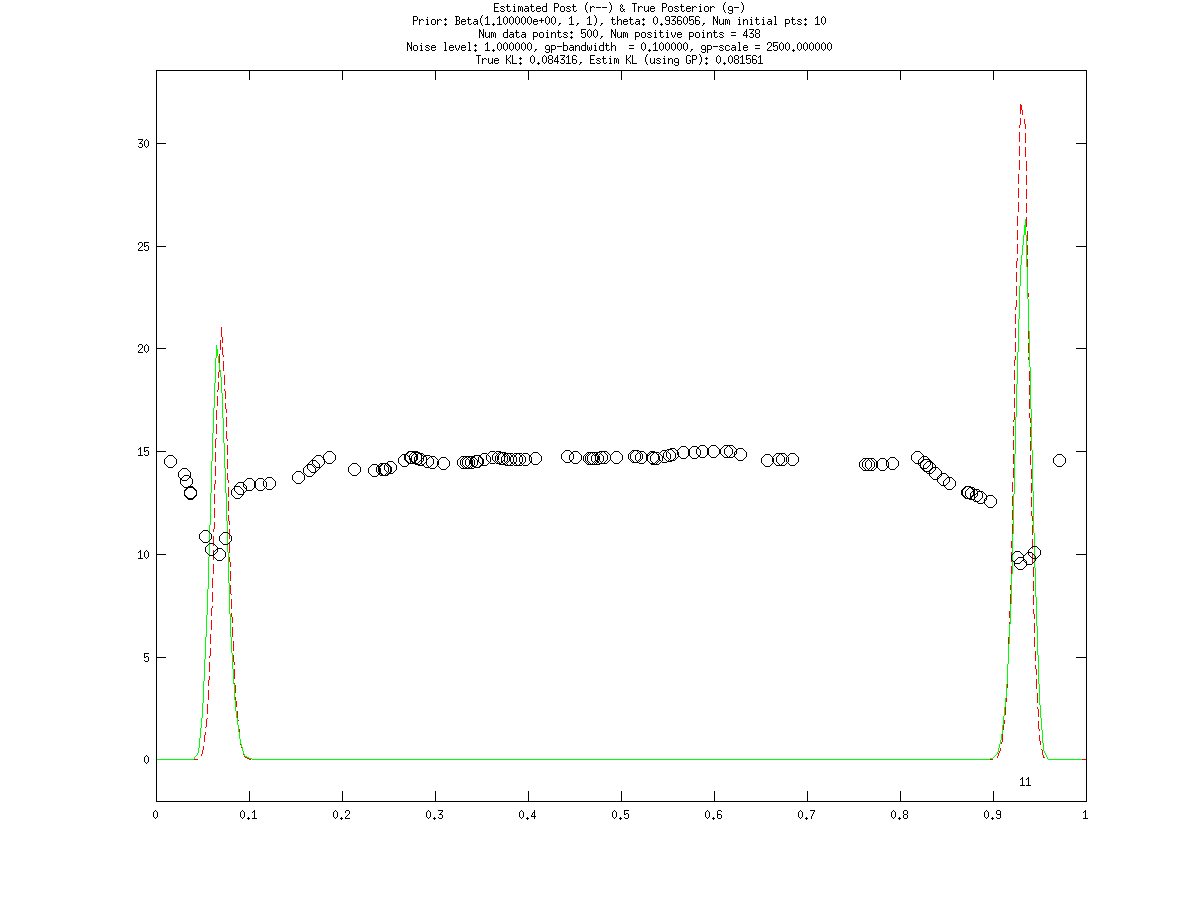 Estimated Post (r--) & True Posterior (g-)
Prior: Beta(1.100000e+00, 1, 1), theta: 0.936056, Num initial pts: 10
Num data points: 500, Num positive points = 438
Noise level: 1.000000, gp-bandwidth  = 0.100000, gp-scale = 2500.000000
True KL: 0.084316, Estim KL (using GP): 0.081561
30
25
20
15
10
5
0
11
0 0.1 0.2 0.3 0.4 0.5 0.6 0.7 0.8 0.9 1